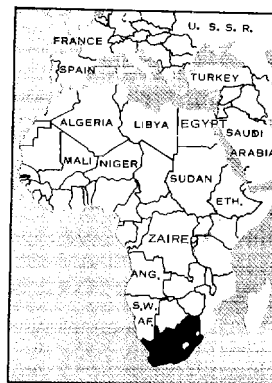 U. S. S. R.
FRANCE
SPAIN
TURKEY
ALGERIA
LIBYA
EGYPT
SAUDI
ARABIA
MALI
NIGER
SUDAN
ETH.
ZAIRE
ANG.
S.W.
AF.